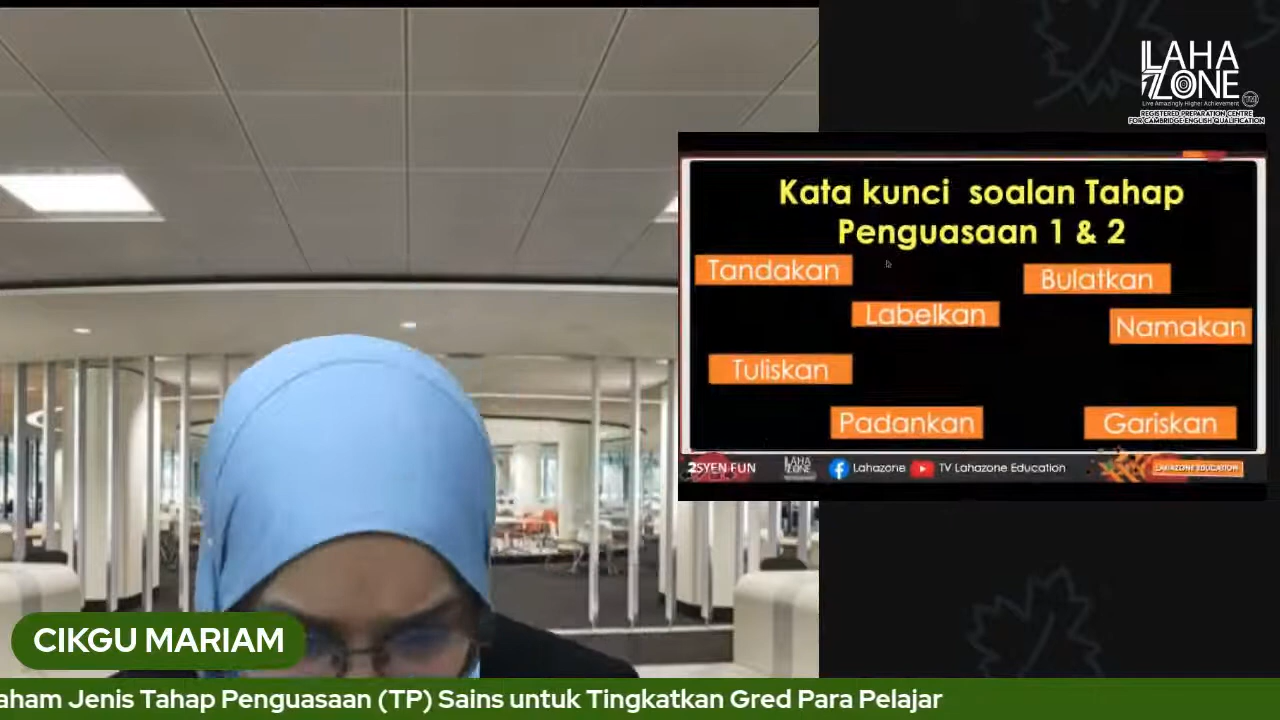 LAHA
ZONE
Live Amazingly Higher Achievement
REGISTERED PREPARATION CENTRE
FOR CAMBRIDGE ENGLISH QUALIFICATION
Kata kunci soalan Tahap
Penguasaan 1 & 2
Tandakan
Bulatkan
Labelkan
Namakan
Tuliskan
Padankan
Gariskan
2SYEN FUN
LAHA
ZONE
Lahazone
TV Lahazone Education
LAHAZONE EDUCATION
CIKGU MARIAM
aham Jenis Tahap Penguasaan (TP) Sains untuk Tingkatkan Gred Para Pelajar